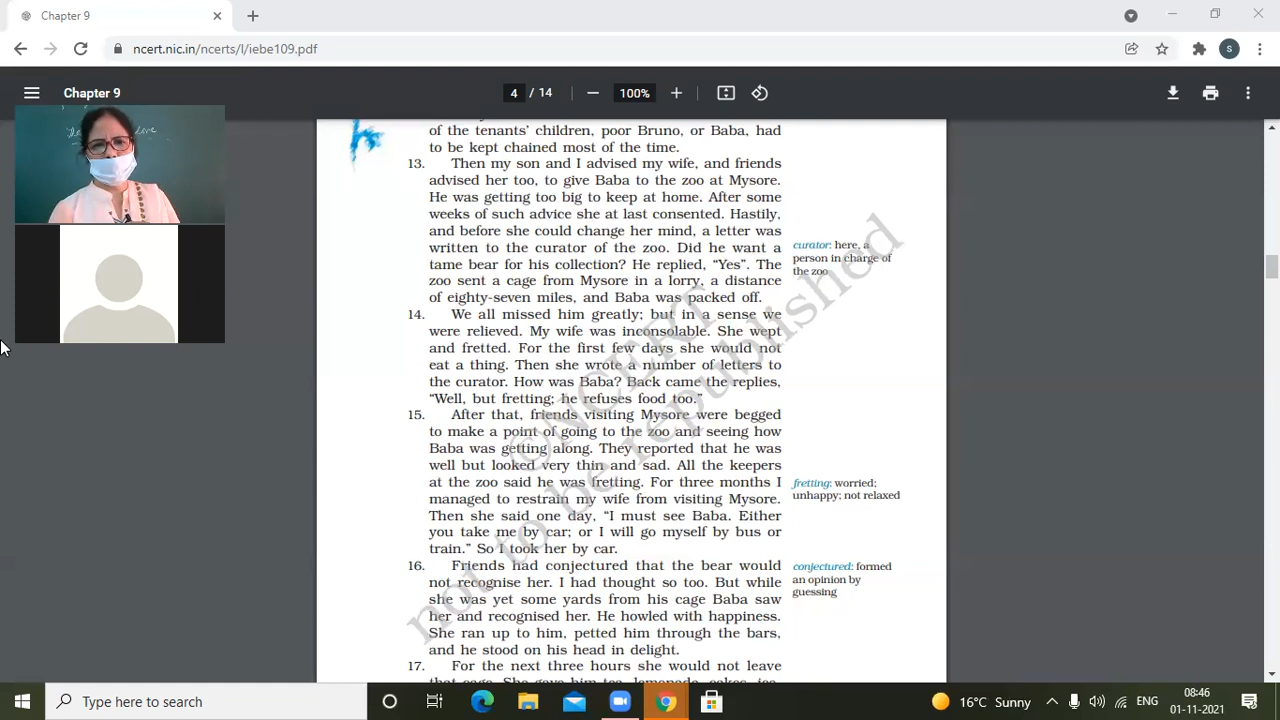 Chapter 9
ncert.nic.in/ncerts/l/iebe109.pdf
S
Chapter 9
4 / 14
100%
of the tenants' children, poor Bruno, or Baba, had
to be kept chained most of the time.
13. Then my son and I advised my wife, and friends
advised her too, to give Baba to the zoo at Mysore.
He was getting too big to keep at home. After some
weeks of such advice she at last consented. Hastily,
and before she could change her mind, a letter was
written to the curator of the zoo. Did he want a
tame bear for his collection? He replied, “Yes”. The
zoo sent a cage from Mysore in a lorry, a distance
of eighty-seven miles, and Baba was packed off.
curator: here, a
person in charge of
the zoo
14. We all missed him greatly; but in a sense we
were relieved. My wife was inconsolable. She wept
and fretted. For the first few days she would not
eat a thing. Then she wrote a number of letters to
the curator. How was Baba? Back came the replies,
“Well, but fretting; he refuses food too.”
15. After that, friends visiting Mysore were begged
to make a point of going to the zoo and seeing how
Baba was getting along. They reported that he was
well but looked very thin and sad. All the keepers
at the zoo said he was fretting. For three months I
managed to restrain my wife from visiting Mysore.
Then she said one day, “I must see Baba. Either
you take me by car; or I will go myself by bus or
train.” So I took her by car.
fretting: worried;
unhappy; not relaxed
16. Friends had conjectured that the bear would
not recognise her. I had thought so too. But while
she was yet some yards from his cage Baba saw
her and recognised her. He howled with happiness.
She ran up to him, petted him through the bars,
and he stood on his head in delight.
conjectured: formed
an opinion by
guessing
17. For the next three hours she would not leave
that cage. She gave him tea, lemonade, cakes, ice
©NCERT
not to be republished
Type here to search
16°C Sunny
ENG
08:46
01-11-2021